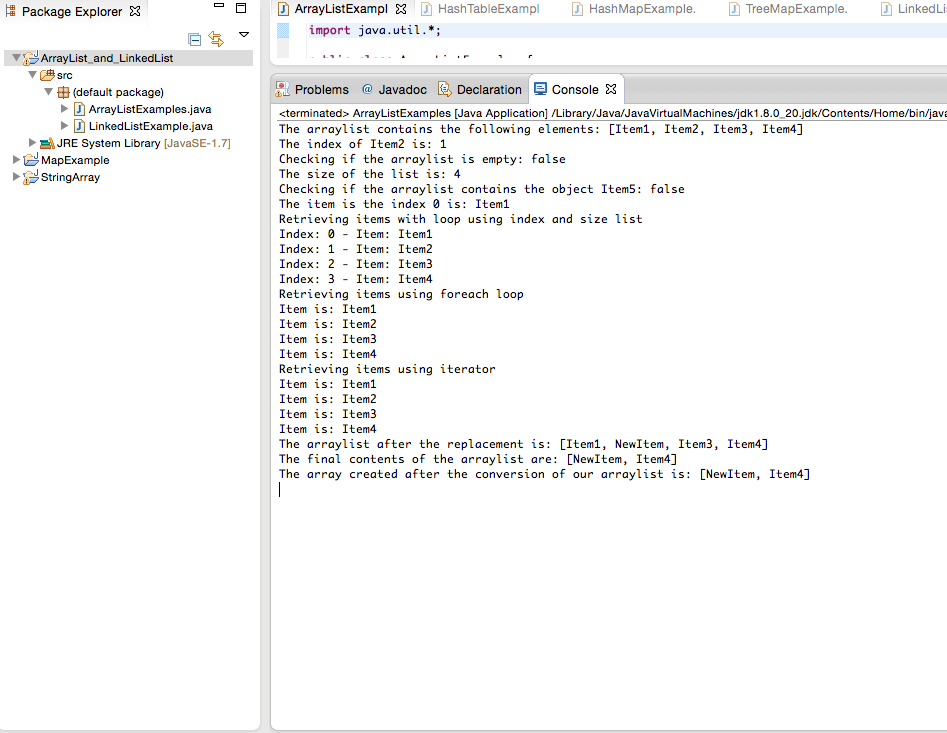 Package Explorer
ArrayList_and_LinkedList
src
(default package)
ArrayListExamples.java
LinkedListExample.java
JRE System Library [JavaSE-1.7]
MapExample
StringArray
ArrayListExampl HashTableExampl HashMapExample. TreeMapExample.
import java.util.*;
Problems @ Javadoc Declaration Console
<terminated> ArrayListExamples [Java Application] /Library/Java/JavaVirtualMachines/jdk1.8.0_20.jdk/Contents/Home/bin/java
The arraylist contains the following elements: [Item1, Item2, Item3, Item4]
The index of Item2 is: 1
Checking if the arraylist is empty: false
The size of the list is: 4
Checking if the arraylist contains the object Item5: false
The item is the index 0 is: Item1
Retrieving items with loop using index and size list
Index: 0 - Item: Item1
Index: 1 - Item: Item2
Index: 2 - Item: Item3
Index: 3 - Item: Item4
Retrieving items using foreach loop
Item is: Item1
Item is: Item2
Item is: Item3
Item is: Item4
Retrieving items using iterator
Item is: Item1
Item is: Item2
Item is: Item3
Item is: Item4
The arraylist after the replacement is: [Item1, NewItem, Item3, Item4]
The final contents of the arraylist are: [NewItem, Item4]
The array created after the conversion of our arraylist is: [NewItem, Item4]